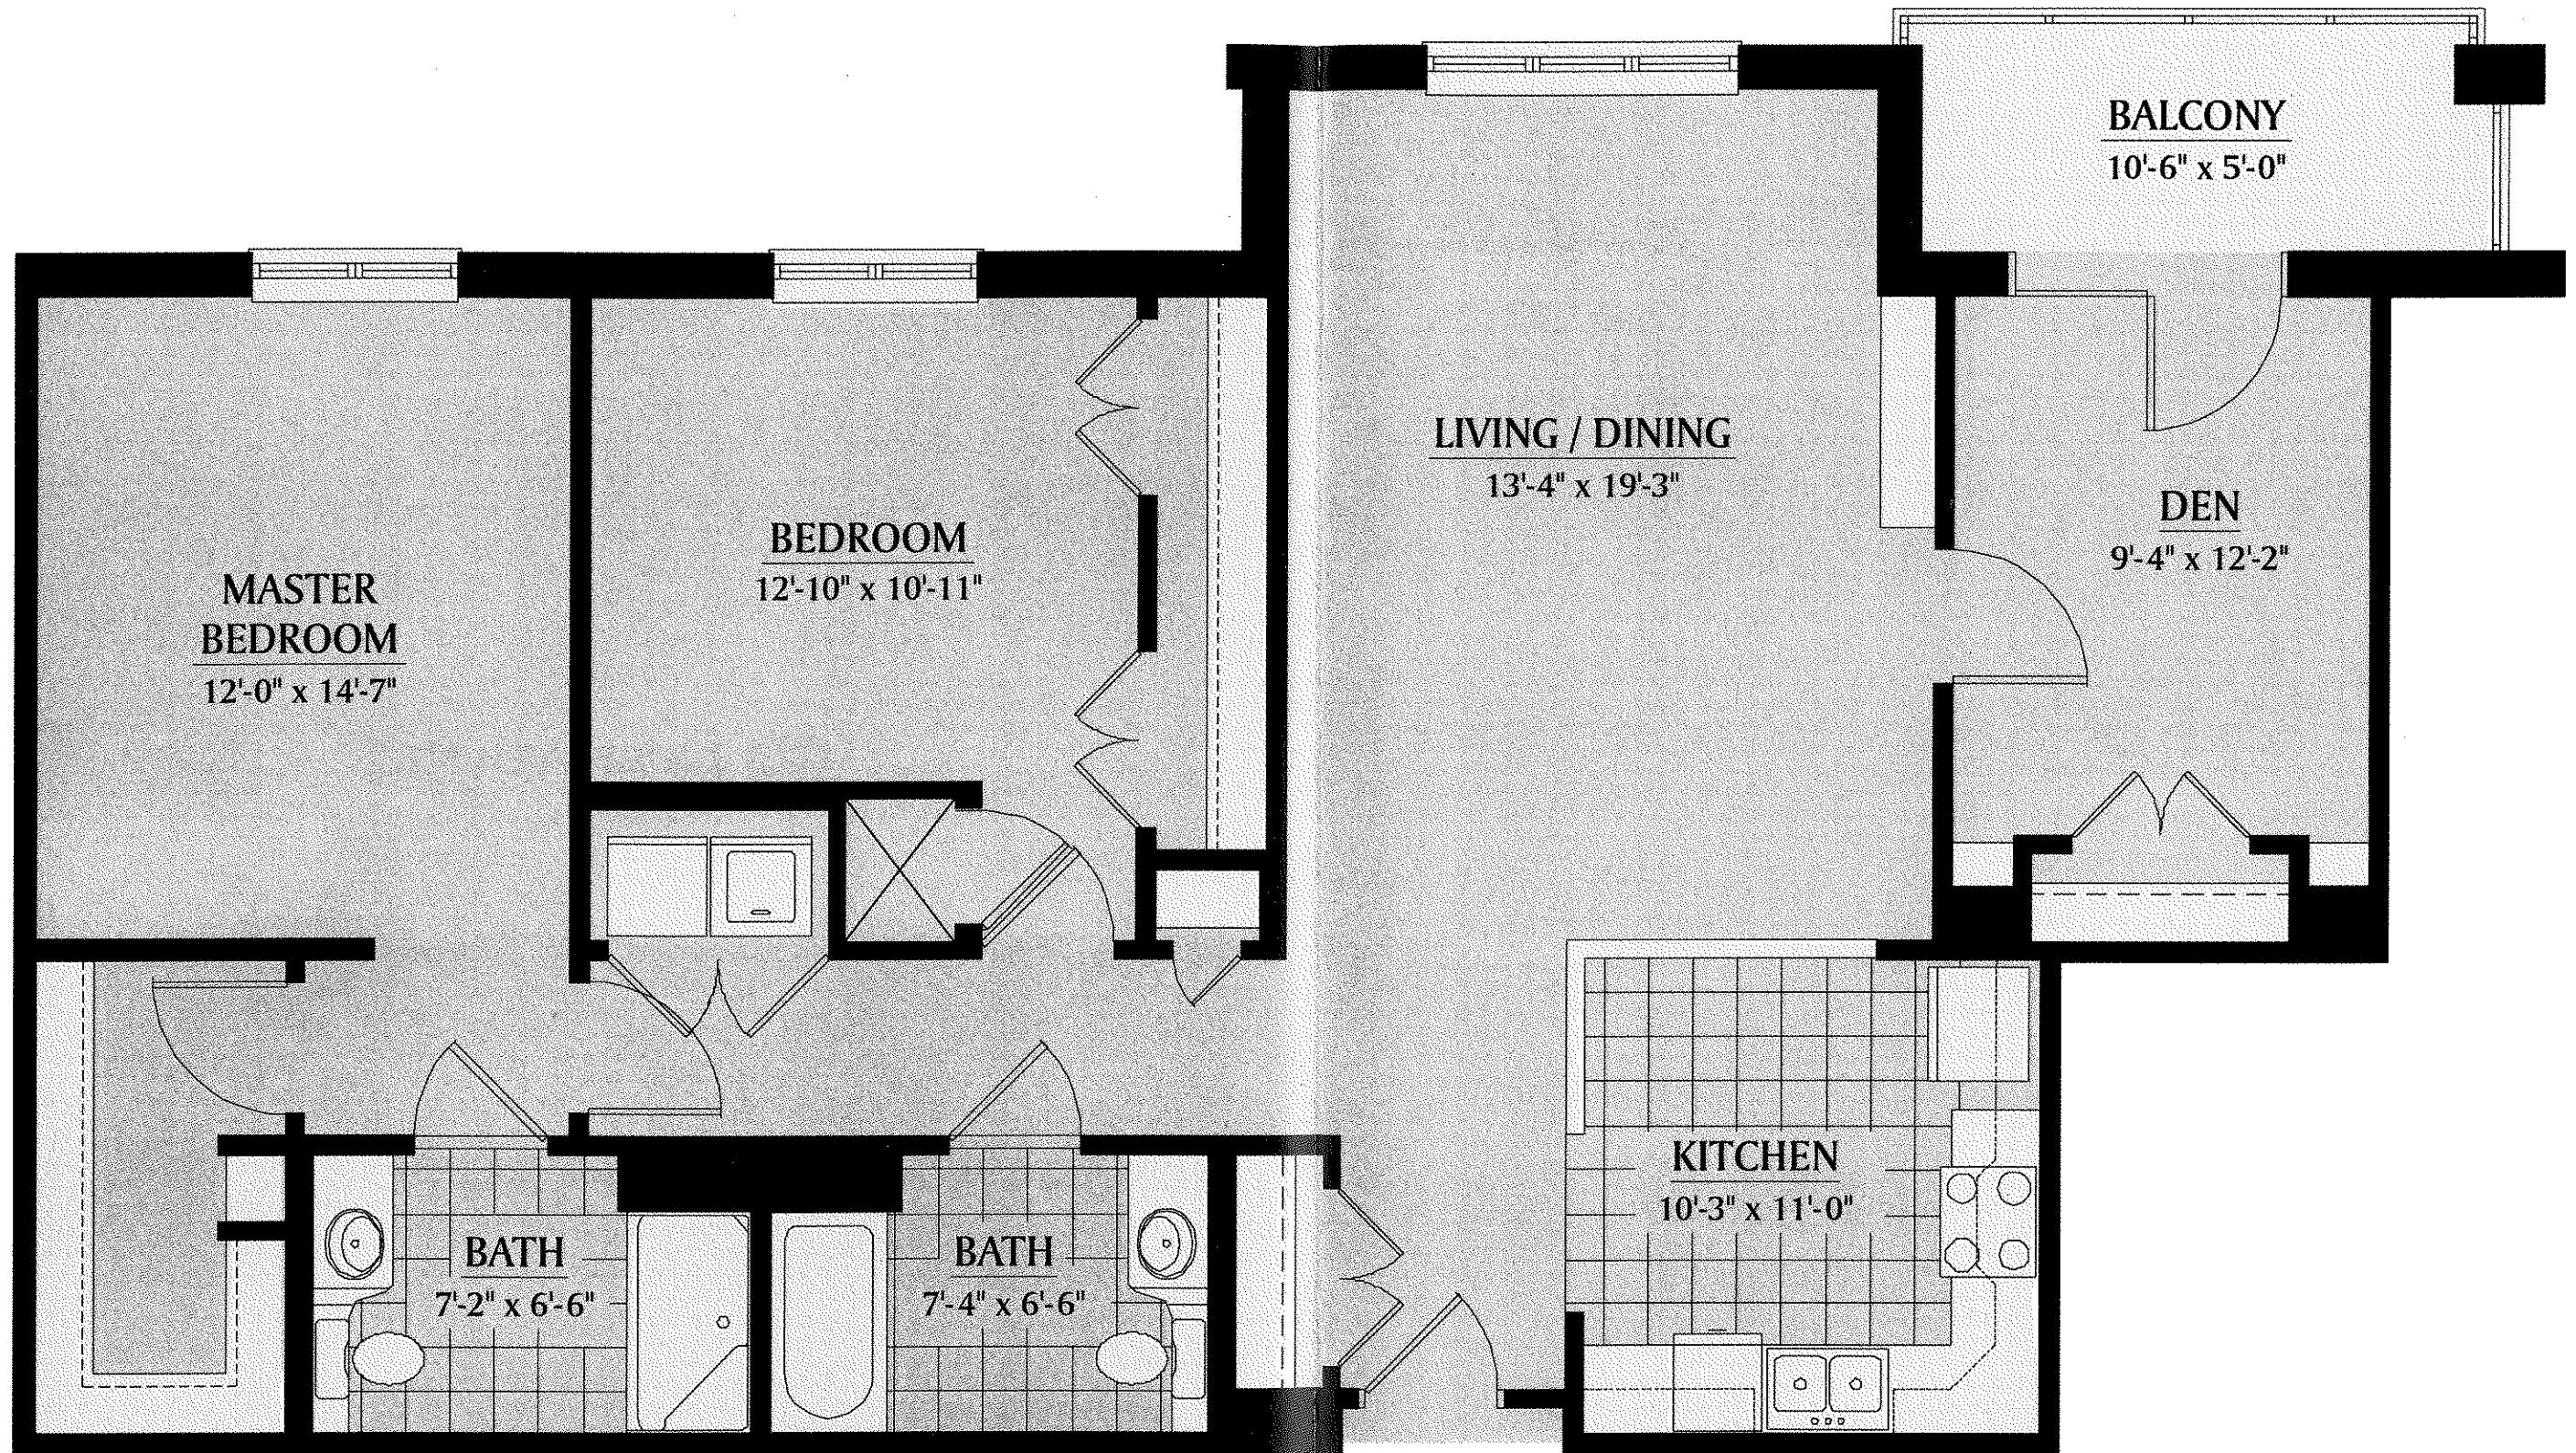 BALCONY
10'-6" x 5'-0"
LIVING / DINING
13'-4" x 19'-3"
DEN
9'-4" x 12'-2"
BEDROOM
12'-10" x 10'-11"
MASTER
BEDROOM
12'-0" x 14'-7"
KITCHEN
10'-3" x 11'-0"
BATH
7'-2" x 6'-6"
BATH
7'-4" x 6'-6"